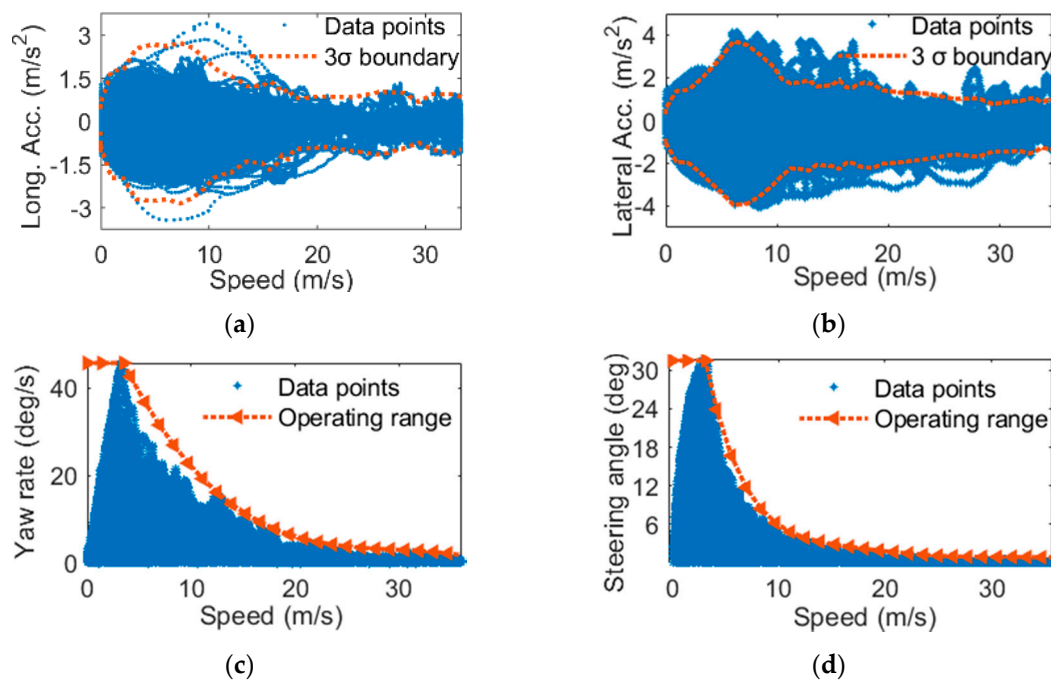 3
1.5
0
-1.5
-3
Long. Acc. (m/s²)
Data points
3σ boundary
0 10 20 30
Speed (m/s)
(a)
4
2
0
-2
-4
Lateral Acc. (m/s²)
Data points
3 σ boundary
0 10 20 30
Speed (m/s)
(b)
40
20
0
Yaw rate (deg/s)
Data points
Operating range
0 10 20 30
Speed (m/s)
(c)
30
24
18
12
6
Steering angle (deg)
Data points
Operating range
0 10 20 30
Speed (m/s)
(d)